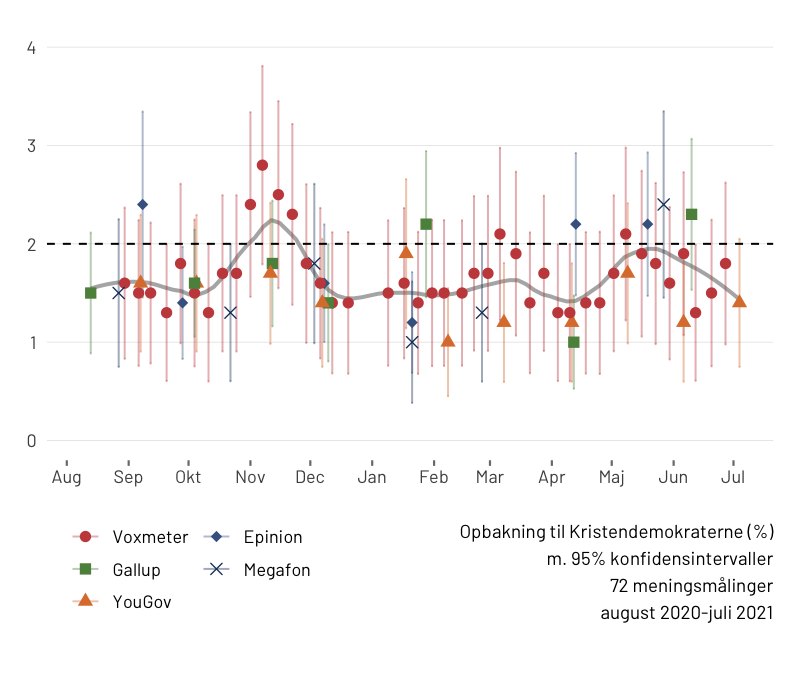 4
3
2
1
0
Aug Sep Okt Nov Dec Jan Feb Mar Apr Maj Jun Jul
Voxmeter Epinion
Gallup Megafon
YouGov
Opbakning til Kristendemokraterne (%)
m. 95% konfidensintervaller
72 meningsmålinger
august 2020-juli 2021